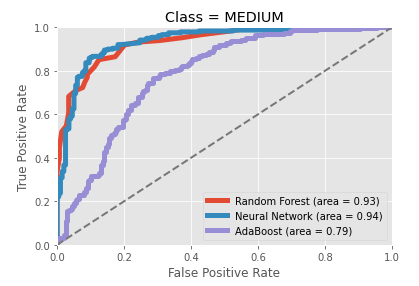 Class = MEDIUM
1.0
0.8
0.6
0.4
0.2
0.0
True Positive Rate
Random Forest (area = 0.93)
Neural Network (area = 0.94)
AdaBoost (area = 0.79)
0.0 0.2 0.4 0.6 0.8 1.0
False Positive Rate